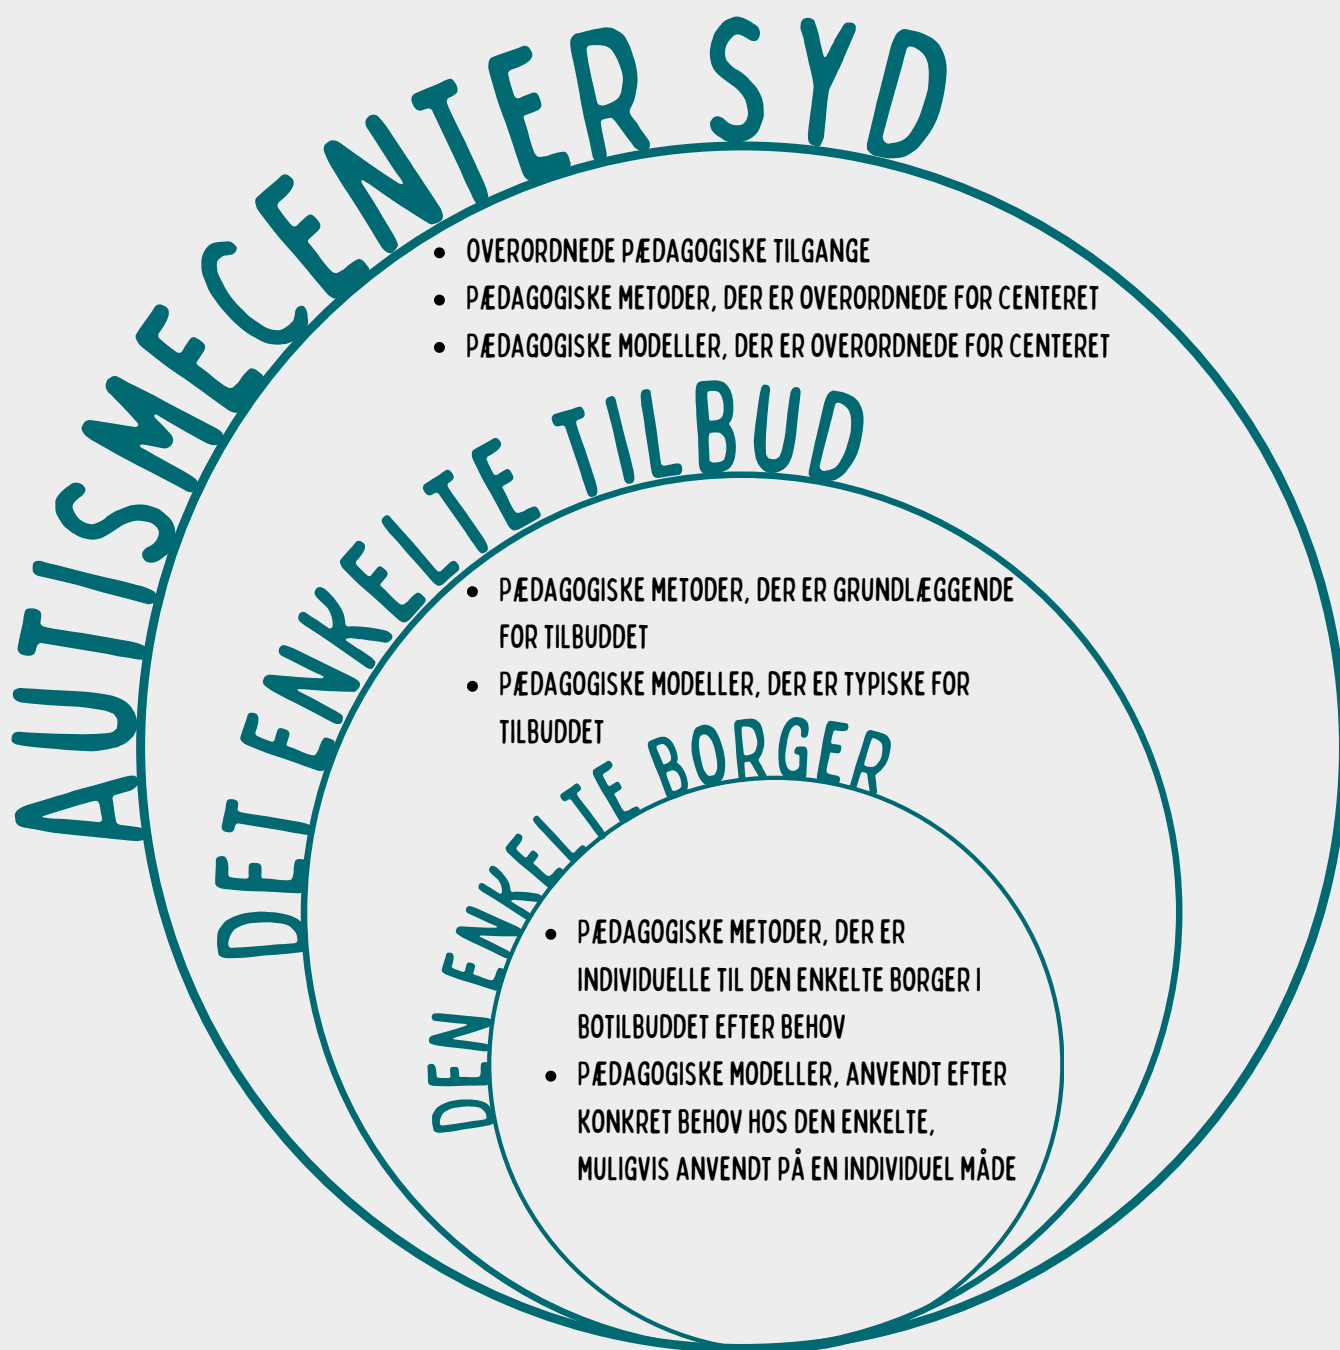 AUTISMECENTER SYD
• OVERORDNEDE PÆDAGOGISKE TILGANGE
• PÆDAGOGISKE METODER, DER ER OVERORDNEDE FOR CENTERET
• PÆDAGOGISKE MODELLER, DER ER OVERORDNEDE FOR CENTERET
DET ENKELTE TILBUD
• PÆDAGOGISKE METODER, DER ER GRUNDLÆGGENDE
FOR TILBUDDET
• PÆDAGOGISKE MODELLER, DER ER TYPISKE FOR
TILBUDDET
DEN ENKELTE BORGER
• PÆDAGOGISKE METODER, DER ER
INDIVIDUELLE TIL DEN ENKELTE BORGER I
BOTILBUDDET EFTER BEHOV
• PÆDAGOGISKE MODELLER, ANVENDT EFTER
KONKRET BEHOV HOS DEN ENKELTE,
MULIGVIS ANVENDT PÅ EN INDIVIDUEL MÅDE